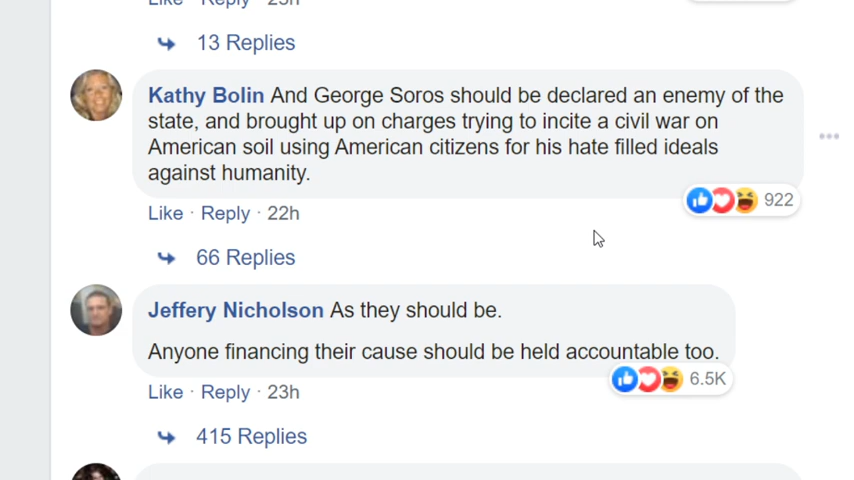 Like · Reply · 23h
13 Replies
Kathy Bolin And George Soros should be declared an enemy of the
state, and brought up on charges trying to incite a civil war on
American soil using American citizens for his hate filled ideals
against humanity.
922
Like · Reply · 22h
66 Replies
Jeffery Nicholson As they should be.
Anyone financing their cause should be held accountable too.
6.5K
Like · Reply · 23h
415 Replies